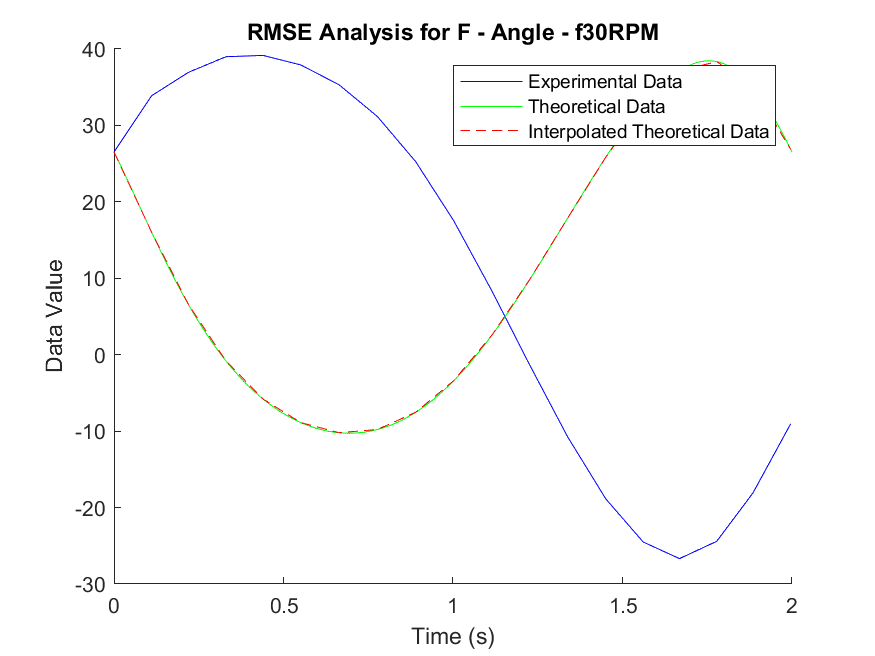 RMSE Analysis for F - Angle - f30RPM
40
30
20
10
0
-10
-20
-30
Data Value
Experimental Data
Theoretical Data
Interpolated Theoretical Data
0 0.5 1 1.5 2
Time (s)